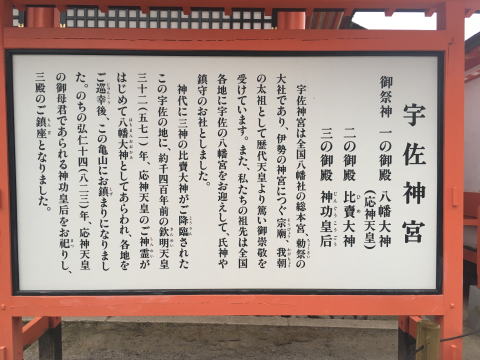 宇佐神宮
御祭神 一の御殿 八幡大神
(応神天皇)
二の御殿 比賣大神
三の御殿 神功皇后
宇佐神宮は全国八幡社の総本宮、勅祭の
大社であり、伊勢の神宮につぐ宗廟、我朝
の太祖として歴代天皇より篤い御崇敬を
受けています。また、私たちの祖先は全国
各地に宇佐の八幡宮をお迎えして、氏神や
鎮守のお社としました。
神代に三神の比賣大神がご降臨された
この宇佐の地に、約千四百年前の欽明天皇
三十二(五七一)年、応神天皇のご神霊が
はじめて八幡大神としてあらわれ、各地を
ご巡幸後、この亀山にお鎮まりになりまし
た。のちの弘仁十四(八二三)年、応神天皇
の御母君であられる神功皇后をお祀りし、
三殿のご鎮座となりました。